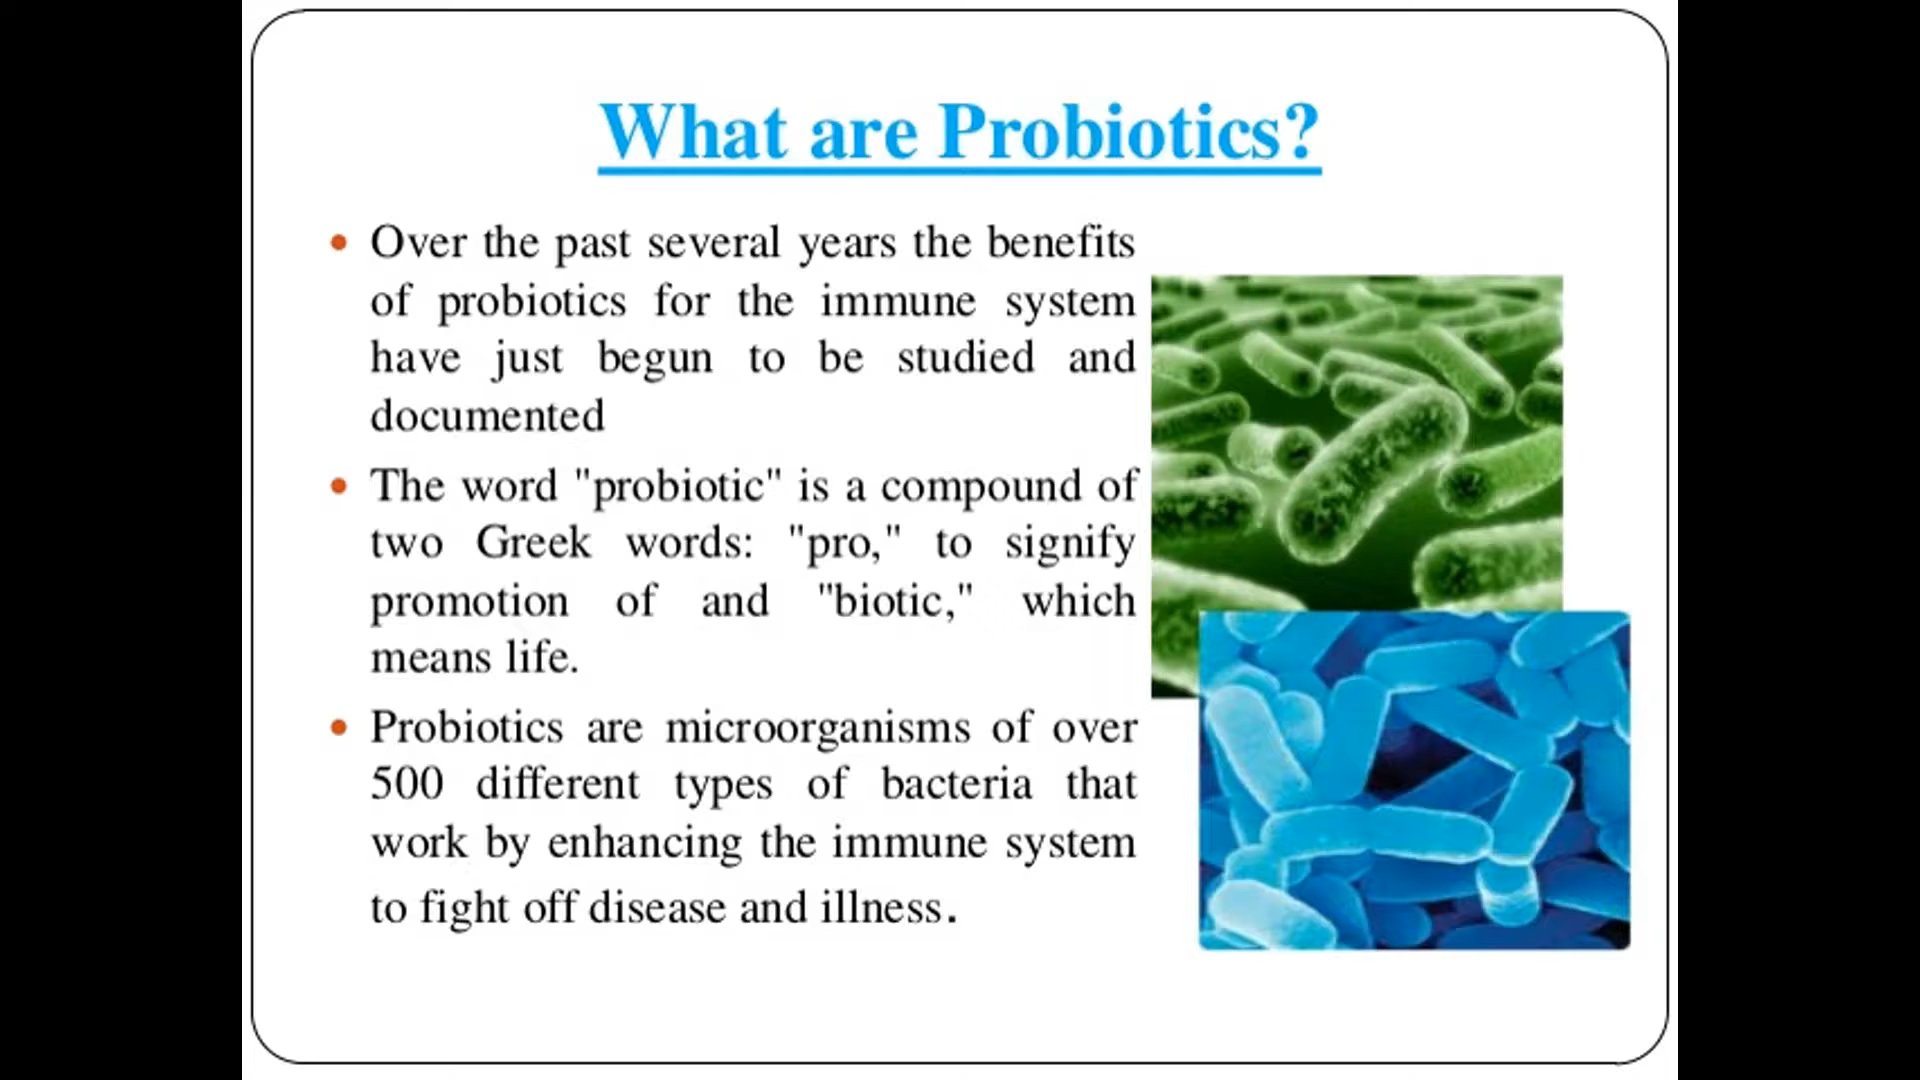 What are Probiotics?
• Over the past several years the benefits
of probiotics for the immune system
have just begun to be studied and
documented
• The word "probiotic" is a compound of
two Greek words: "pro," to signify
promotion of and "biotic," which
means life.
• Probiotics are microorganisms of over
500 different types of bacteria that
work by enhancing the immune system
to fight off disease and illness.